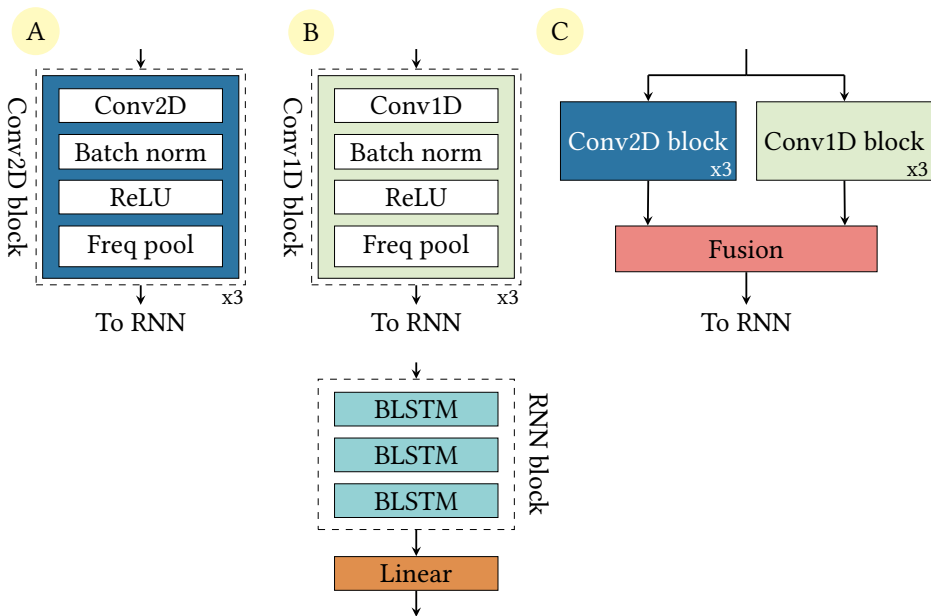 A
Conv2D block
Conv2D
Batch norm
ReLU
Freq pool
x3
To RNN
B
Conv1D block
Conv1D
Batch norm
ReLU
Freq pool
x3
To RNN
C
Conv2D block
x3
Conv1D block
x3
Fusion
To RNN
BLSTM
BLSTM
BLSTM
RNN block
Linear